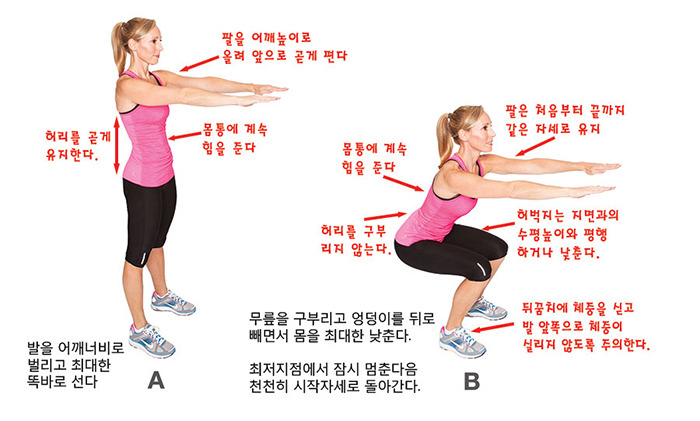 팔을 어깨높이로
올려 앞으로 곧게 편다
허리를 곧게
유지한다.
몸통에 계속
힘을 준다
발을 어깨너비로
벌리고 최대한
똑바로 선다
A
팔은 처음부터 끝까지
같은 자세로 유지
몸통에 계속
힘을 준다
허리를 구부
리지 않는다.
허벅지는 지면과의
수평높이와 평행
하거나 낮춘다.
뒤꿈치에 체중을 싣고
발 앞쪽으로 체중이
실리지 않도록 주의한다.
무릎을 구부리고 엉덩이를 뒤로
빼면서 몸을 최대한 낮춘다.
최저지점에서 잠시 멈춘다음
천천히 시작자세로 돌아간다.
B